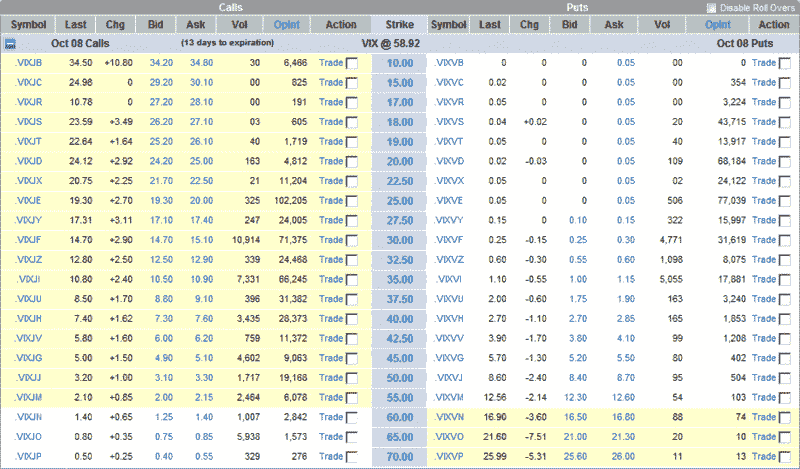 Calls Puts Disable Roll Overs
Symbol Last Chg Bid Ask Vol OpInt Action Strike Symbol Last Chg Bid Ask Vol OpInt Action
Oct 08 Calls (13 days to expiration) VIX @ 58.92 Oct 08 Puts
.VIXJB 34.50 +10.80 34.20 34.80 30 6,466 Trade 10.00 .VIXVB 0 0 0 0.05 00 0 Trade
.VIXJC 24.98 0 29.20 30.10 00 825 Trade 15.00 .VIXVC 0.02 0 0 0.05 00 354 Trade
.VIXJR 10.78 0 27.20 28.10 00 191 Trade 17.00 .VIXVR 0 0 0 0.05 00 3,224 Trade
.VIXJS 23.59 +3.49 26.20 27.10 03 605 Trade 18.00 .VIXVS 0.04 +0.02 0 0.05 20 43,715 Trade
.VIXJT 22.64 +1.64 25.20 26.10 40 1,719 Trade 19.00 .VIXVT 0.05 0 0 0.05 40 13,917 Trade
.VIXJD 24.12 +2.92 24.20 25.00 163 4,812 Trade 20.00 .VIXVD 0.02 -0.03 0 0.05 109 68,184 Trade
.VIXJX 20.75 +2.25 21.70 22.50 21 11,204 Trade 22.50 .VIXVX 0.05 0 0 0.05 02 24,122 Trade
.VIXJE 19.30 +2.70 19.30 20.00 325 102,205 Trade 25.00 .VIXVE 0.05 0 0 0.05 506 77,039 Trade
.VIXJY 17.31 +3.11 17.10 17.40 247 24,005 Trade 27.50 .VIXVY 0.15 0 0.10 0.15 322 15,997 Trade
.VIXJF 14.70 +2.90 14.70 15.10 10,914 71,375 Trade 30.00 .VIXVF 0.25 -0.15 0.25 0.30 4,771 31,619 Trade
.VIXJZ 12.80 +2.50 12.50 12.90 339 24,468 Trade 32.50 .VIXVZ 0.60 -0.30 0.55 0.60 1,098 8,075 Trade
.VIXJI 10.80 +2.40 10.50 10.90 7,331 66,245 Trade 35.00 .VIXVI 1.10 -0.55 1.00 1.15 5,055 17,881 Trade
.VIXJU 8.50 +1.70 8.80 9.10 396 31,382 Trade 37.50 .VIXVU 2.00 -0.60 1.75 1.90 163 3,240 Trade
.VIXJH 7.40 +1.62 7.30 7.60 3,435 28,373 Trade 40.00 .VIXVH 2.70 -1.10 2.70 2.85 165 1,853 Trade
.VIXJV 5.80 +1.60 6.00 6.20 759 11,372 Trade 42.50 .VIXVV 3.90 -1.70 3.80 4.10 99 1,208 Trade
.VIXJG 5.00 +1.50 4.90 5.10 4,602 9,063 Trade 45.00 .VIXVG 5.70 -1.30 5.20 5.50 80 402 Trade
.VIXJJ 3.20 +1.00 3.10 3.30 1,717 19,168 Trade 50.00 .VIXVJ 8.60 -2.40 8.40 8.70 95 504 Trade
.VIXJM 2.10 +0.85 2.00 2.15 2,464 6,078 Trade 55.00 .VIXVM 12.56 -2.14 12.30 12.60 54 103 Trade
.VIXJN 1.40 +0.65 1.25 1.40 1,007 2,842 Trade 60.00 .VIXVN 16.90 -3.60 16.50 16.80 88 74 Trade
.VIXJO 0.80 +0.35 0.75 0.85 5,938 1,573 Trade 65.00 .VIXVO 21.60 -7.51 21.00 21.30 20 10 Trade
.VIXJP 0.50 +0.25 0.40 0.55 329 276 Trade 70.00 .VIXVP 25.99 -5.31 25.60 26.00 11 13 Trade